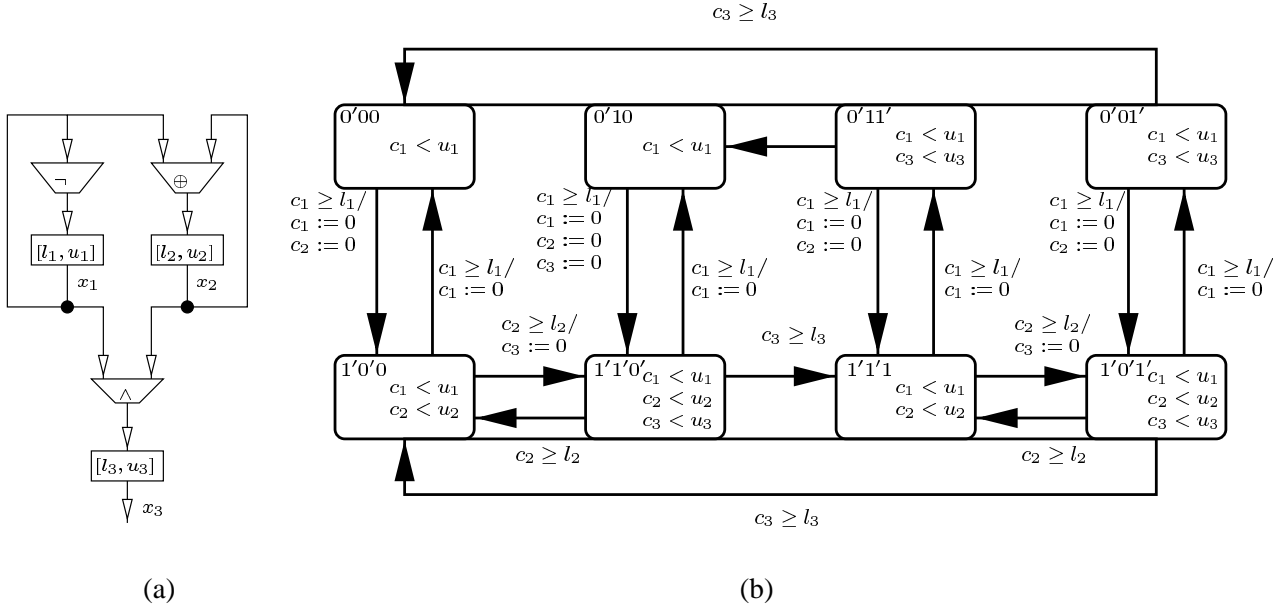 ¬
⊕
[l₁, u₁]
[l₂, u₂]
x₁
x₂
∧
[l₃, u₃]
x₃
(a)
c₃ ≥ l₃
0'00
c₁ < u₁
0'10
c₁ < u₁
0'11'
c₁ < u₁
c₃ < u₃
0'01'
c₁ < u₁
c₃ < u₃
c₁ ≥ l₁/
c₁ := 0
c₂ := 0
c₁ ≥ l₁/
c₁ := 0
c₁ ≥ l₁/
c₁ := 0
c₂ := 0
c₃ := 0
c₁ ≥ l₁/
c₁ := 0
c₁ ≥ l₁/
c₁ := 0
c₂ := 0
c₁ ≥ l₁/
c₁ := 0
c₁ ≥ l₁/
c₁ := 0
c₂ := 0
c₁ ≥ l₁/
c₁ := 0
c₂ ≥ l₂/
c₃ := 0
c₃ ≥ l₃
c₂ ≥ l₂/
c₃ := 0
1'0'0
c₁ < u₁
c₂ < u₂
1'1'0'
c₁ < u₁
c₂ < u₂
c₃ < u₃
1'1'1
c₁ < u₁
c₂ < u₂
1'0'1'
c₁ < u₁
c₂ < u₂
c₃ < u₃
c₂ ≥ l₂
c₂ ≥ l₂
c₃ ≥ l₃
(b)